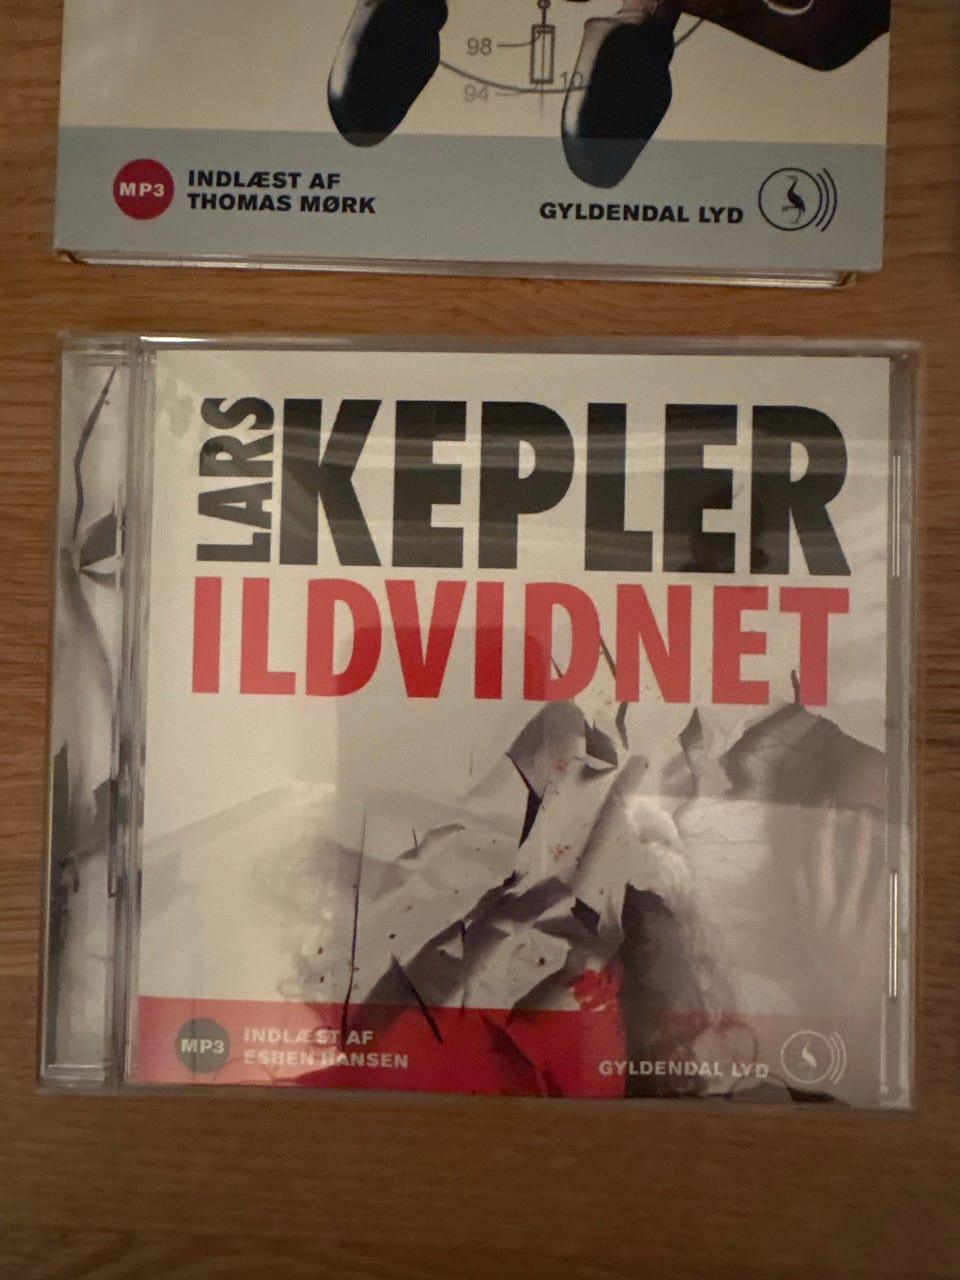 98
10
94
MP3
INDLÆST AF
THOMAS MØRK
GYLDENDAL LYD
LARS
KEPLER
ILDVIDNET
MP3
INDLÆST AF
ESBEN HANSEN
GYLDENDAL LYD